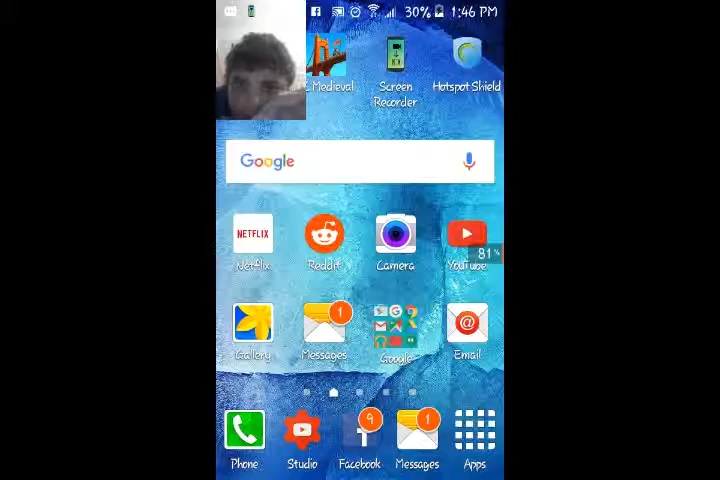 30% 1:46 PM
Medieval
Screen
Recorder
Hotspot Shield
Google
NETFLIX
Netflix
Reddit
Camera
YouTube
81%
1
Gallery
Messages
Google
Email
9
1
Phone
Studio
Facebook
Messages
Apps